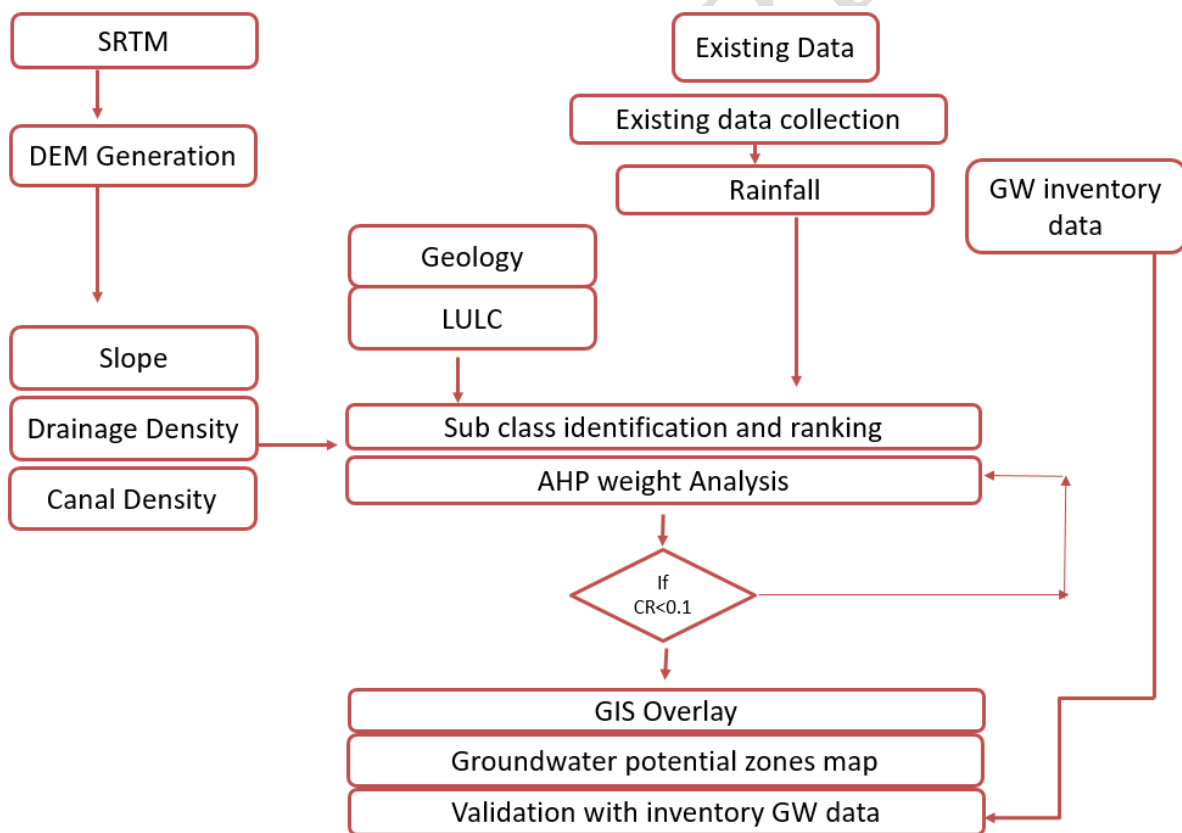 SRTM
Existing Data
Existing data collection
DEM Generation
Rainfall
GW inventory
data
Geology
LULC
Slope
Drainage Density
Canal Density
Sub class identification and ranking
AHP weight Analysis
If
CR<0.1
GIS Overlay
Groundwater potential zones map
Validation with inventory GW data